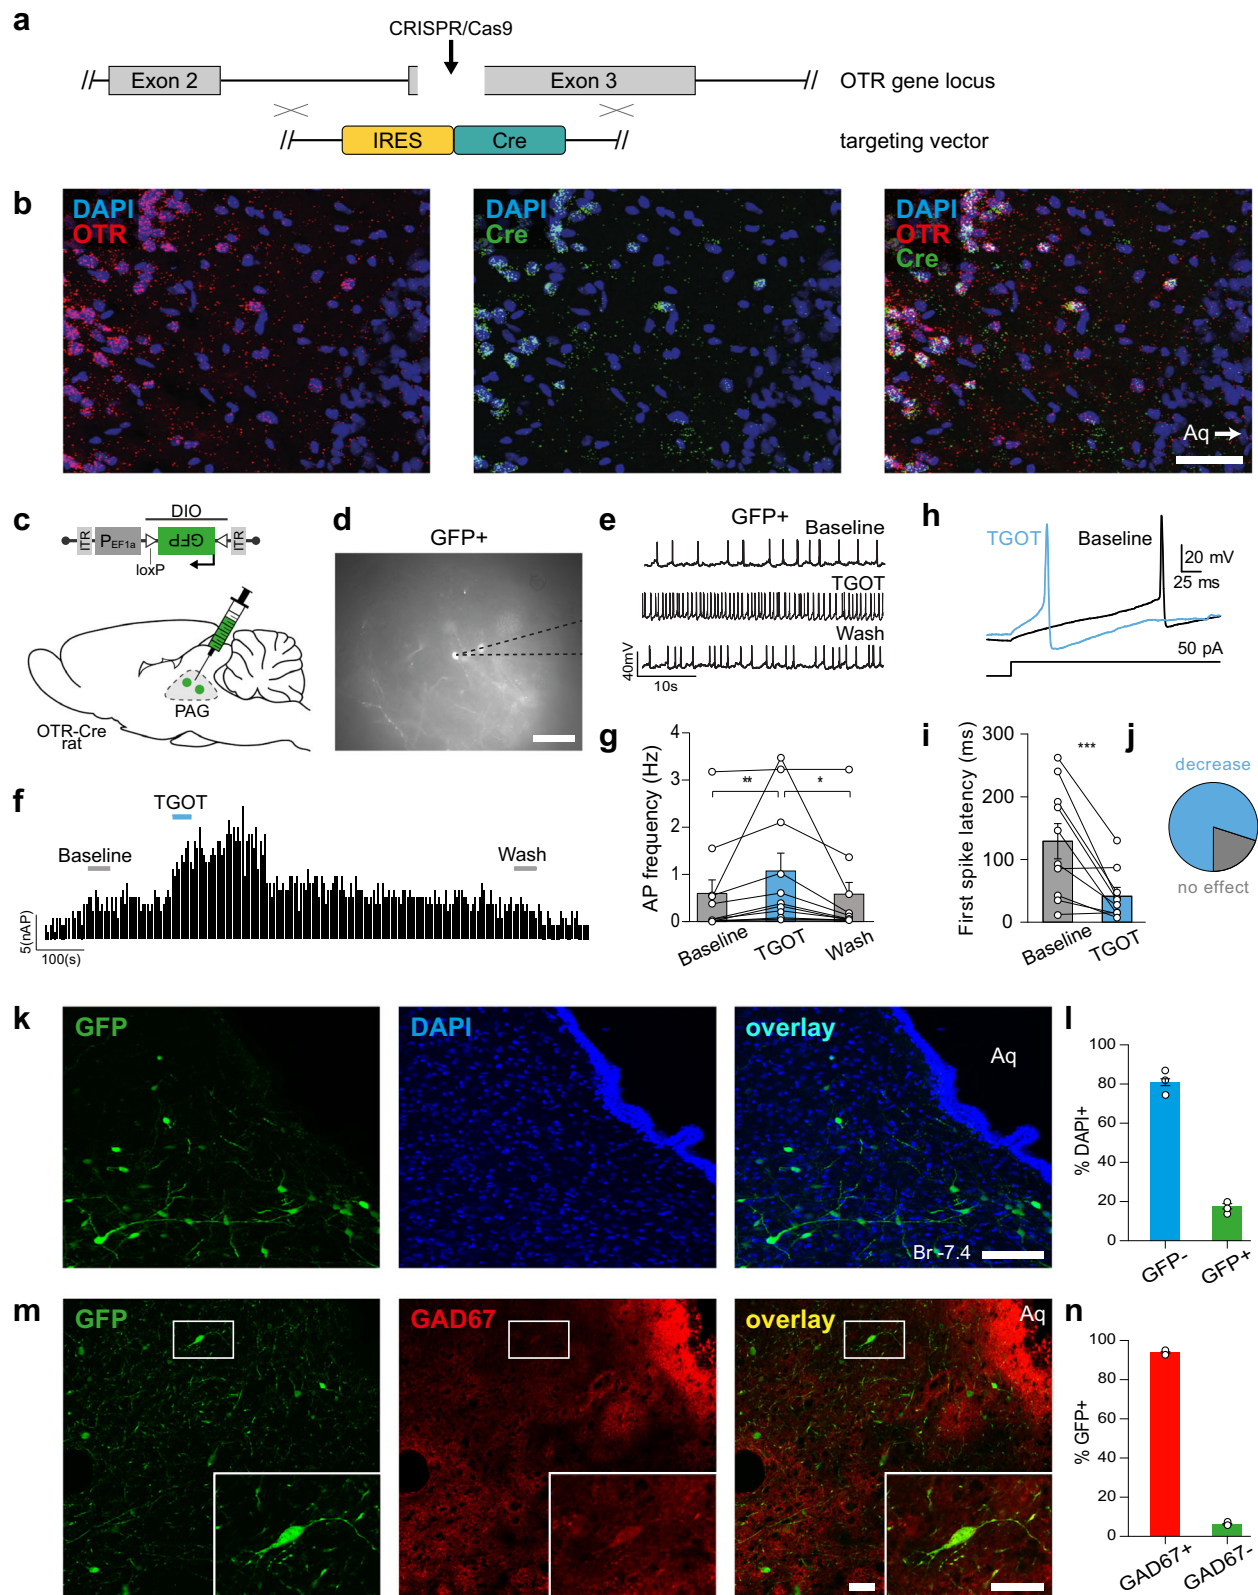 a
CRISPR/Cas9
Exon 2
Exon 3
OTR gene locus
IRES
Cre
targeting vector
b
DAPI
OTR
DAPI
Cre
DAPI
OTR
Cre
Aq
c
DIO
ITR
PEF1a
GFP
ITR
loxP
PAG
OTR-Cre
rat
d
GFP+
e
GFP+
Baseline
TGOT
Wash
40mV
10s
h
TGOT
Baseline
20 mV
25 ms
50 pA
f
TGOT
Baseline
Wash
5(nAP)
100(s)
g
AP frequency (Hz)
4
3
2
1
0
**
*
Baseline
TGOT
Wash
i
First spike latency (ms)
300
200
100
0
***
Baseline
TGOT
j
decrease
no effect
k
GFP
DAPI
overlay
Aq
Br -7.4
l
% DAPI+
100
80
60
40
20
0
GFP-
GFP+
m
GFP
GAD67
overlay
Aq
n
% GFP+
100
80
60
40
20
0
GAD67+
GAD67-